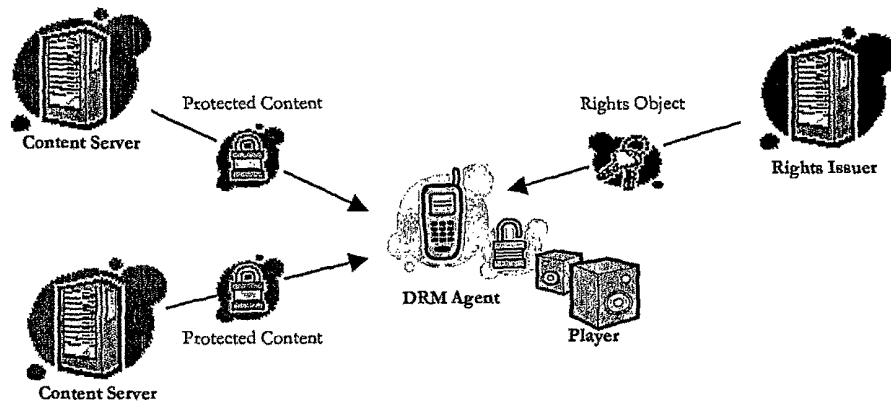 Protected Content
Rights Object
Content Server
Rights Issuer
DRM Agent
Player
Protected Content
Content Server